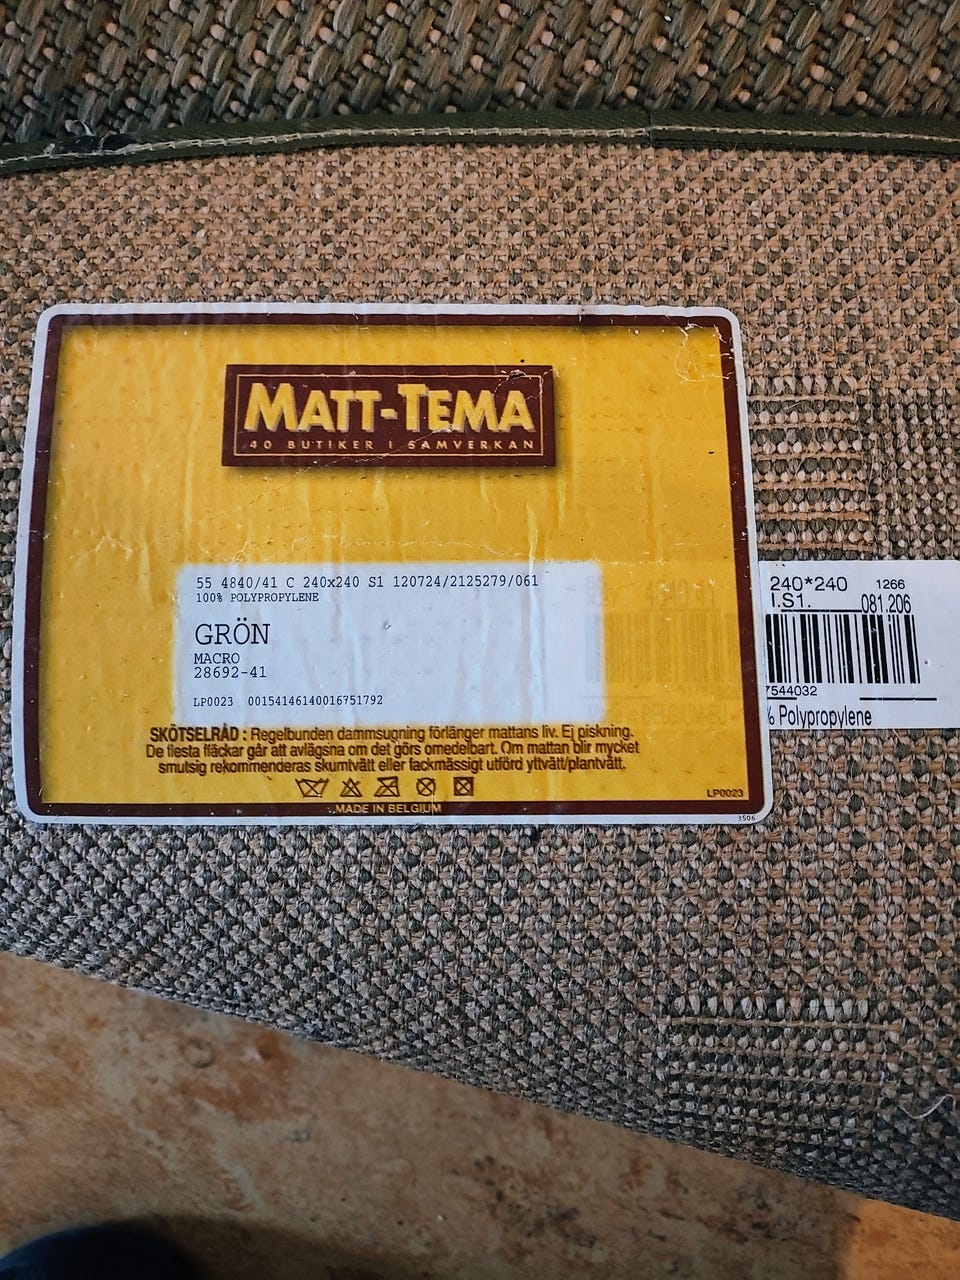 MATT-TEMA
40 BUTIKER I SAMVERKAN
55 4840/41 C 240x240 S1 120724/2125279/061
100% POLYPROPYLENE
GRÖN
MACRO
28692-41
LP0023 00154146140016751792
SKÖTSELRÅD : Regelbunden dammsugning förlänger mattans liv. Ej piskning.
De flesta fläckar går att avlägsna om det görs omedelbart. Om mattan blir mycket
smutsig rekommenderas skumtvätt eller fackmässigt utförd yttvätt/plantvätt.
LP0023
MADE IN BELGIUM
3506
240*240 1266
I.S1. 081.206
7544032
% Polypropylene